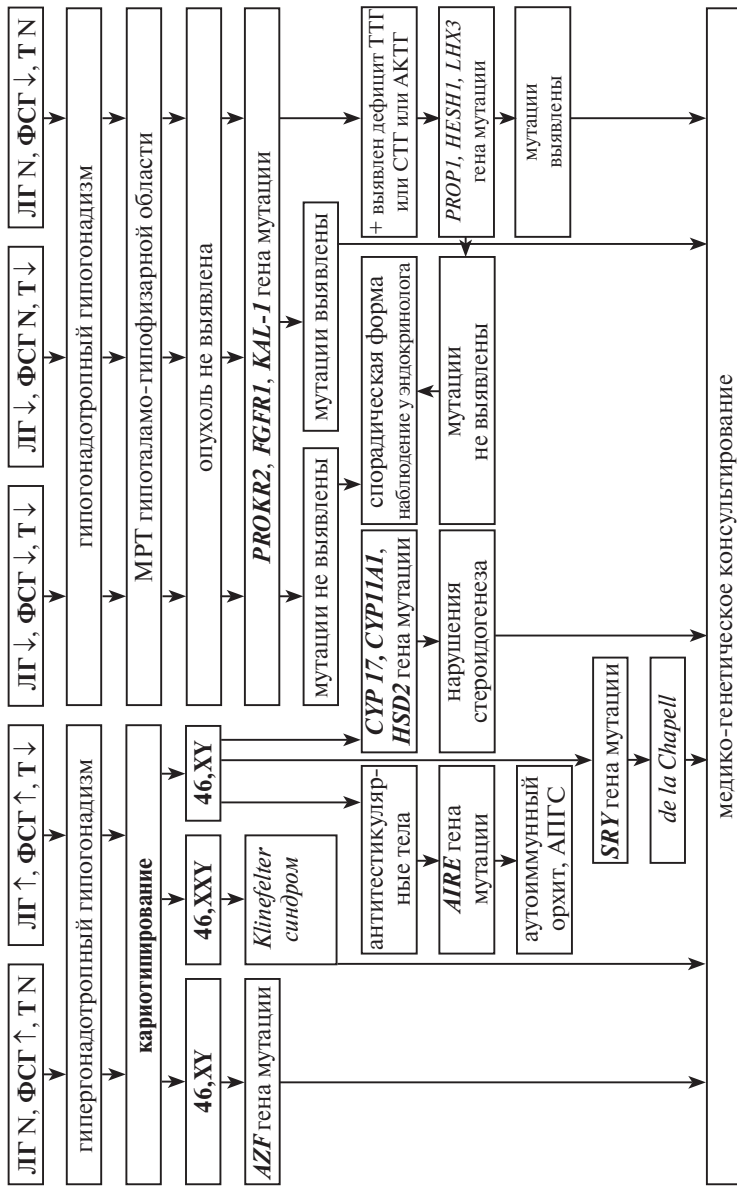 ЛГ N, ФСГ ↑, Т N
ЛГ ↑, ФСГ ↑, Т ↓
ЛГ ↓, ФСГ ↓, Т ↓
ЛГ ↓, ФСГ N, Т ↓
ЛГ N, ФСГ ↓, Т N
гипергонадотропный гипогонадизм
гипогонадотропный гипогонадизм
кариотипирование
МРТ гипоталамо-гипофизарной области
46,XY
46,XXY
46,XY
опухоль не выявлена
AZF гена мутации
Klinefelter
синдром
PROKR2, FGFR1, KAL-1 гена мутации
мутации не выявлены
мутации выявлены
антитестикуляр-
ные тела
CYP 17, CYP11A1,
HSD2 гена мутации
спорадическая форма
наблюдение у эндокринолога
+ выявлен дефицит ТТГ
или СТГ или АКТГ
AIRE гена
мутации
нарушения
стероидогенеза
мутации
не выявлены
PROP1, HESH1, LHX3
гена мутации
аутоиммунный
орхит, АПГС
мутации
выявлены
SRY гена мутации
de la Chapell
медико-генетическое консультирование